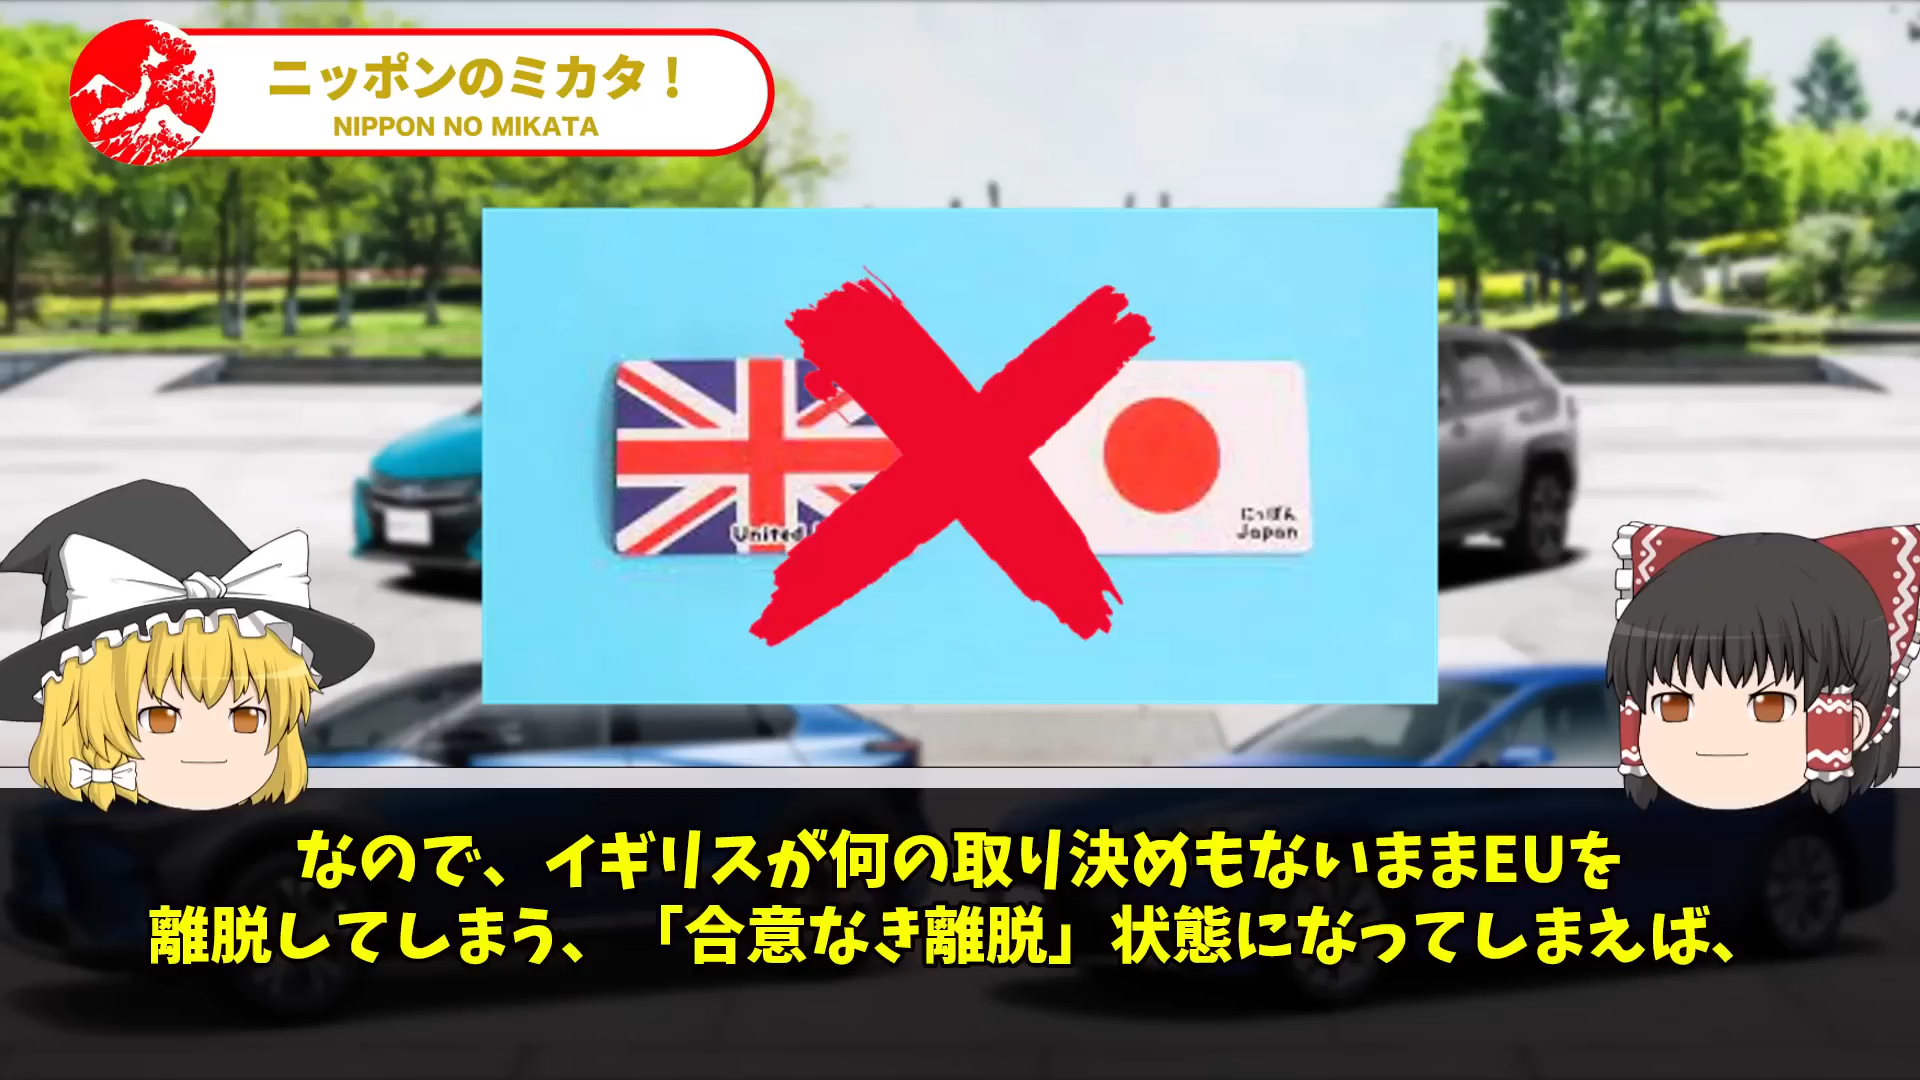 ニッポンのミカタ！
NIPPON NO MIKATA
United
にっぽん
Japan
なので、イギリスが何の取り決めもないままEUを
離脱してしまう、「合意なき離脱」状態になってしまえば、